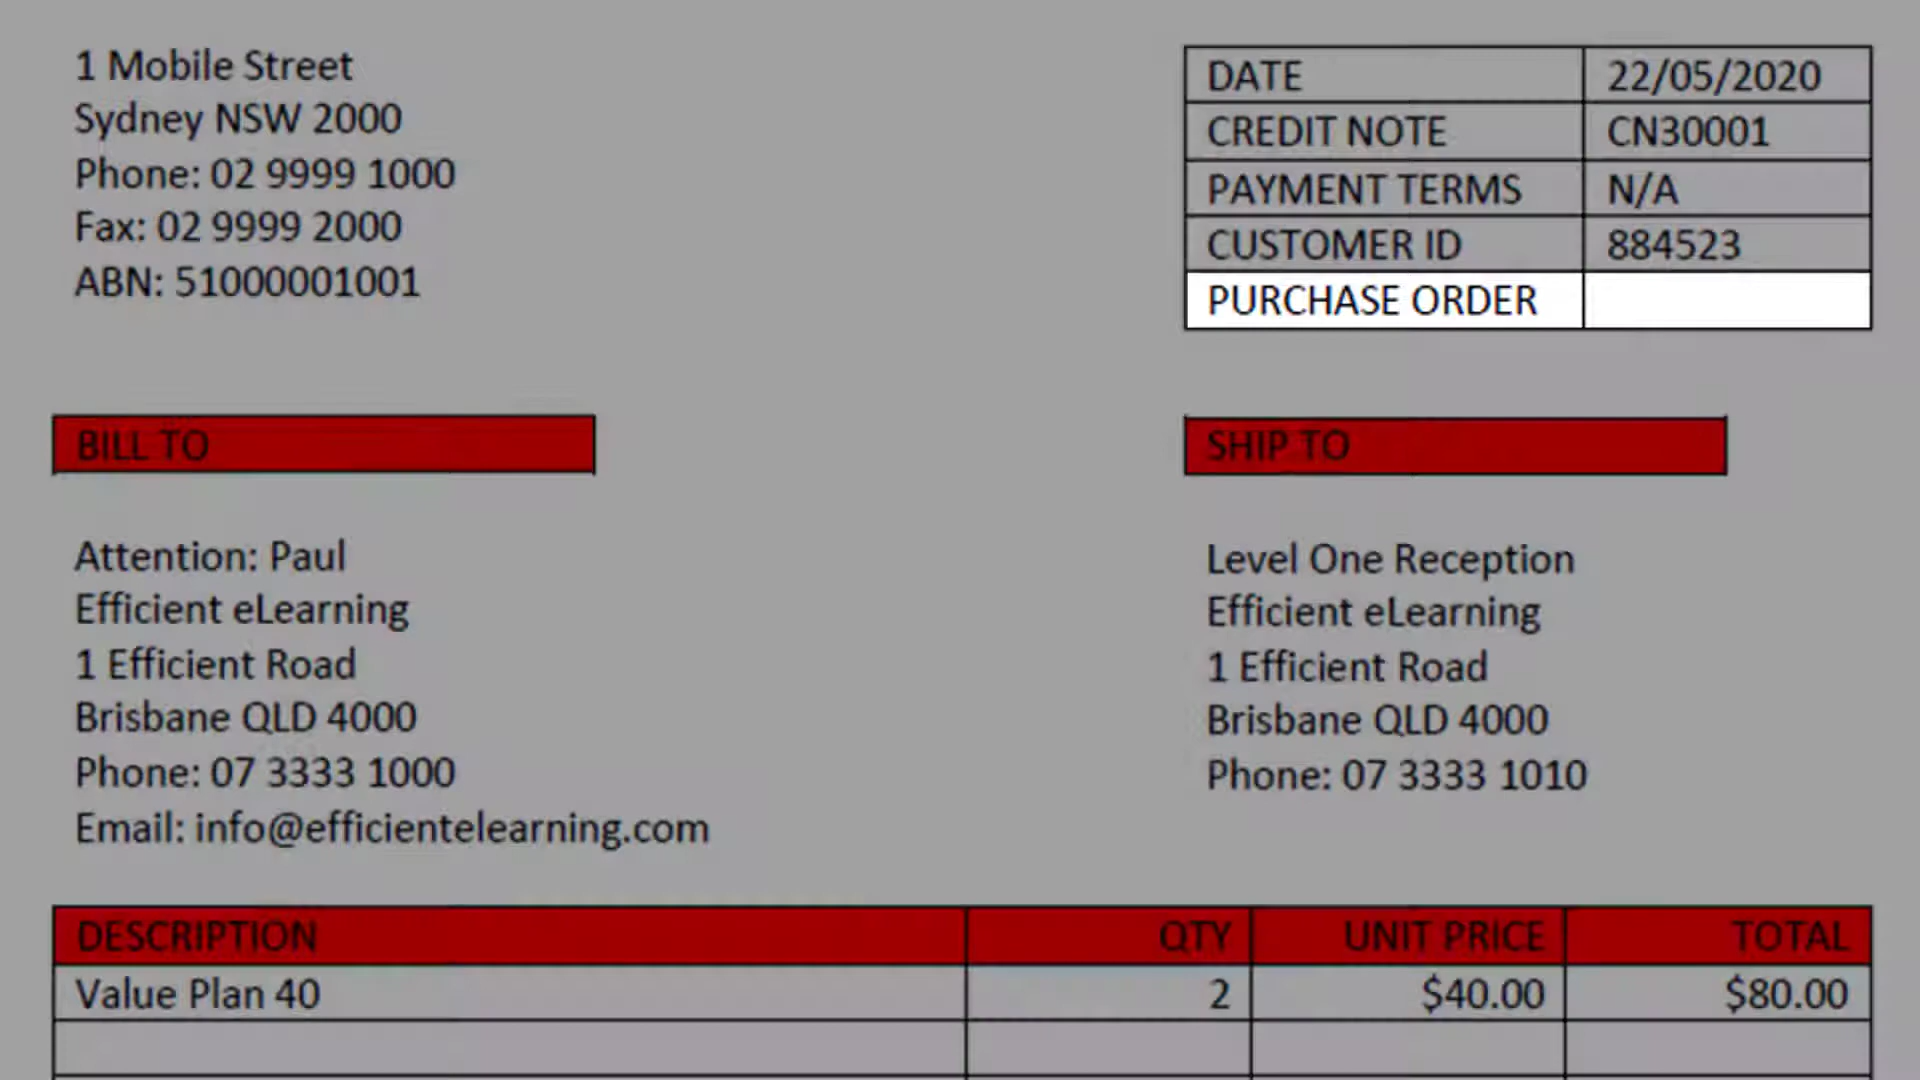 1 Mobile Street
Sydney NSW 2000
Phone: 02 9999 1000
Fax: 02 9999 2000
ABN: 51000001001
DATE 22/05/2020
CREDIT NOTE CN30001
PAYMENT TERMS N/A
CUSTOMER ID 884523
PURCHASE ORDER
BILL TO
Attention: Paul
Efficient eLearning
1 Efficient Road
Brisbane QLD 4000
Phone: 07 3333 1000
Email: info@efficientelearning.com
SHIP TO
Level One Reception
Efficient eLearning
1 Efficient Road
Brisbane QLD 4000
Phone: 07 3333 1010
DESCRIPTION QTY UNIT PRICE TOTAL
Value Plan 40 2 $40.00 $80.00